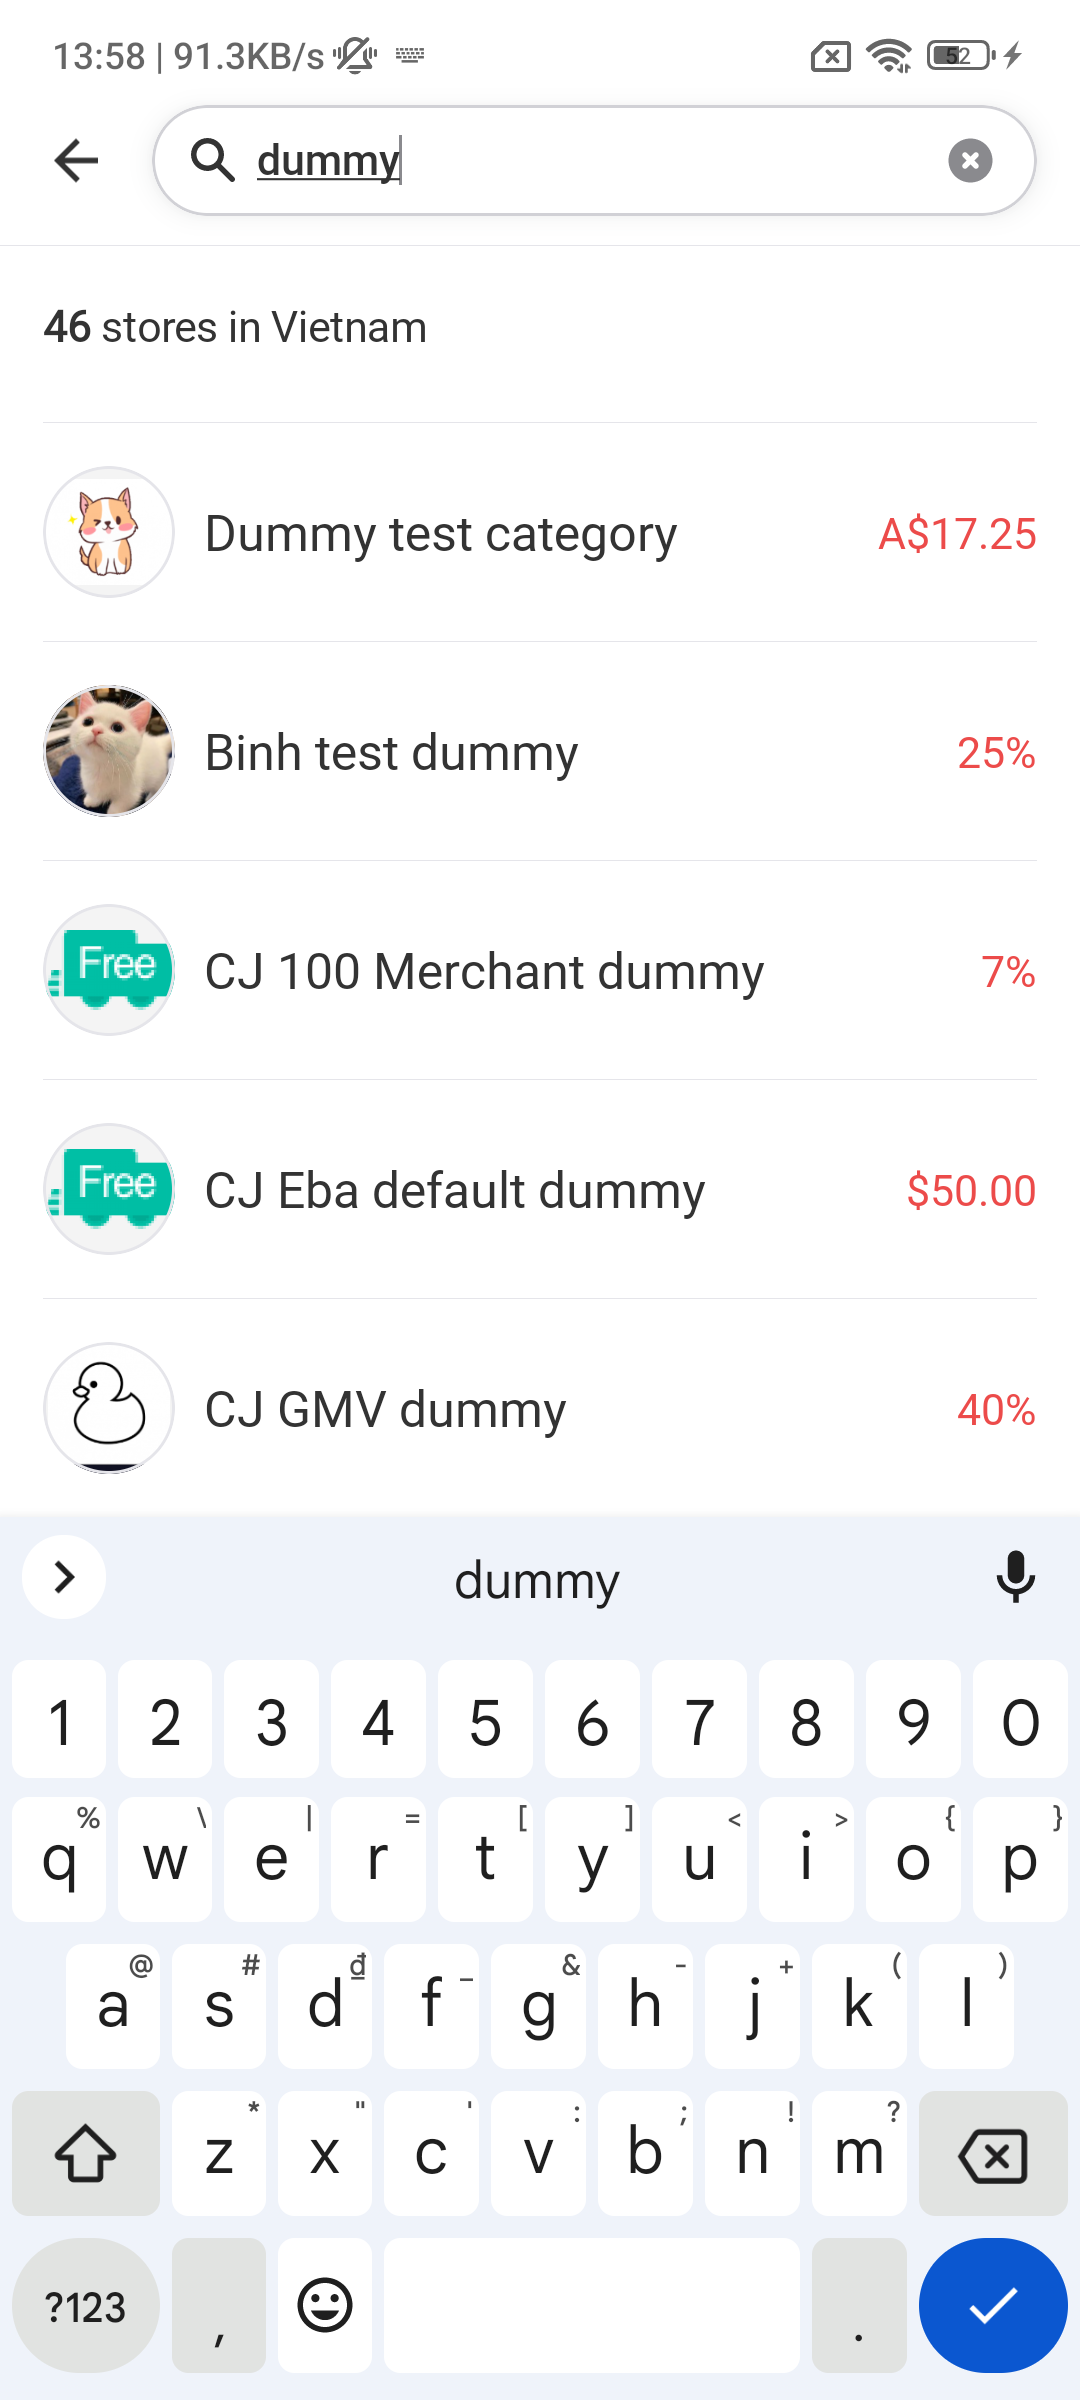 13:58 | 91.3KB/s 52
dummy
46 stores in Vietnam
Dummy test category A$17.25
Binh test dummy 25%
Free CJ 100 Merchant dummy 7%
Free CJ Eba default dummy $50.00
CJ GMV dummy 40%
dummy
1 2 3 4 5 6 7 8 9 0
% \ | = [ ] < > { }
q w e r t y u i o p
@ # ₫ _ & - + ( )
a s d f g h j k l
* " ' : ; ! ?
z x c v b n m
?123 , .